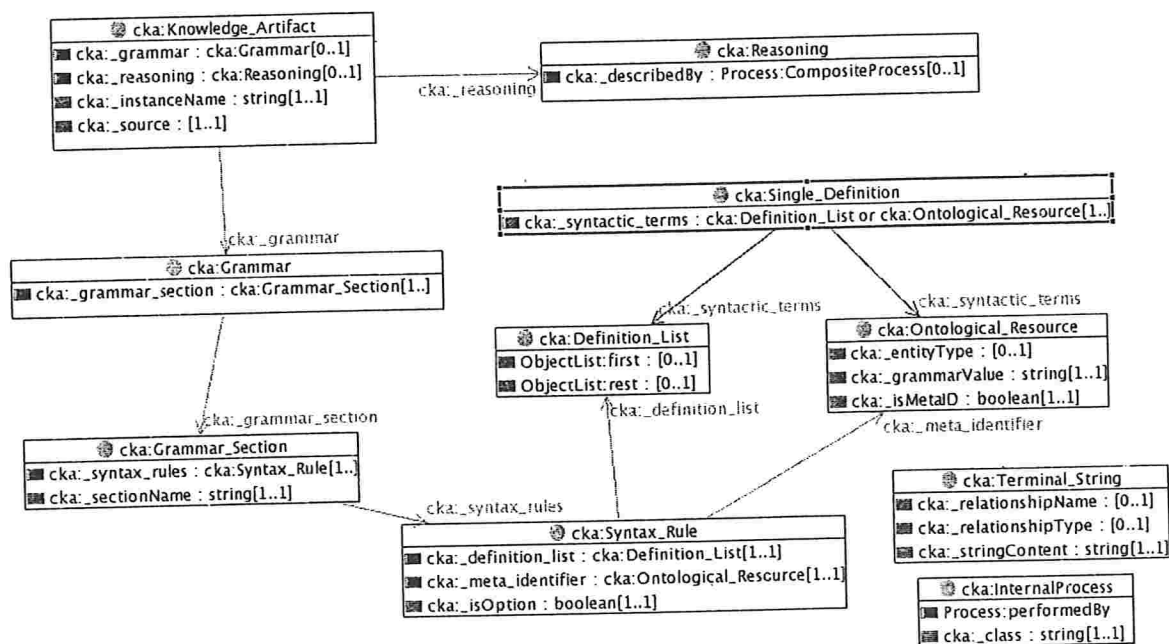 cka:Knowledge_Artifact
cka:_grammar : cka:Grammar[0..1]
cka:_reasoning : cka:Reasoning[0..1]
cka:_instanceName : string[1..1]
cka:_source : [1..1]
cka:Reasoning
cka:_describedBy : Process:CompositeProcess[0..1]
cka:_reasoning
cka:Single_Definition
cka:_syntactic_terms : cka:Definition_List or cka:Ontological_Resource[1..]
cka:_grammar
cka:Grammar
cka:_grammar_section : cka:Grammar_Section[1..]
cka:_syntactic_terms
cka:_syntactic_terms
cka:Definition_List
ObjectList:first : [0..1]
ObjectList:rest : [0..1]
cka:Ontological_Resource
cka:_entityType : [0..1]
cka:_grammarValue : string[1..1]
cka:_isMetaID : boolean[1..1]
cka:_grammar_section
cka:_definition_list
cka:_meta_identifier
cka:Grammar_Section
cka:_syntax_rules : cka:Syntax_Rule[1..]
cka:_sectionName : string[1..1]
cka:_syntax_rules
cka:Syntax_Rule
cka:_definition_list : cka:Definition_List[1..1]
cka:_meta_identifier : cka:Ontological_Resource[1..1]
cka:_isOption : boolean[1..1]
cka:Terminal_String
cka:_relationshipName : [0..1]
cka:_relationshipType : [0..1]
cka:_stringContent : string[1..1]
cka:InternalProcess
Process:performedBy
cka:_class : string[1..1]